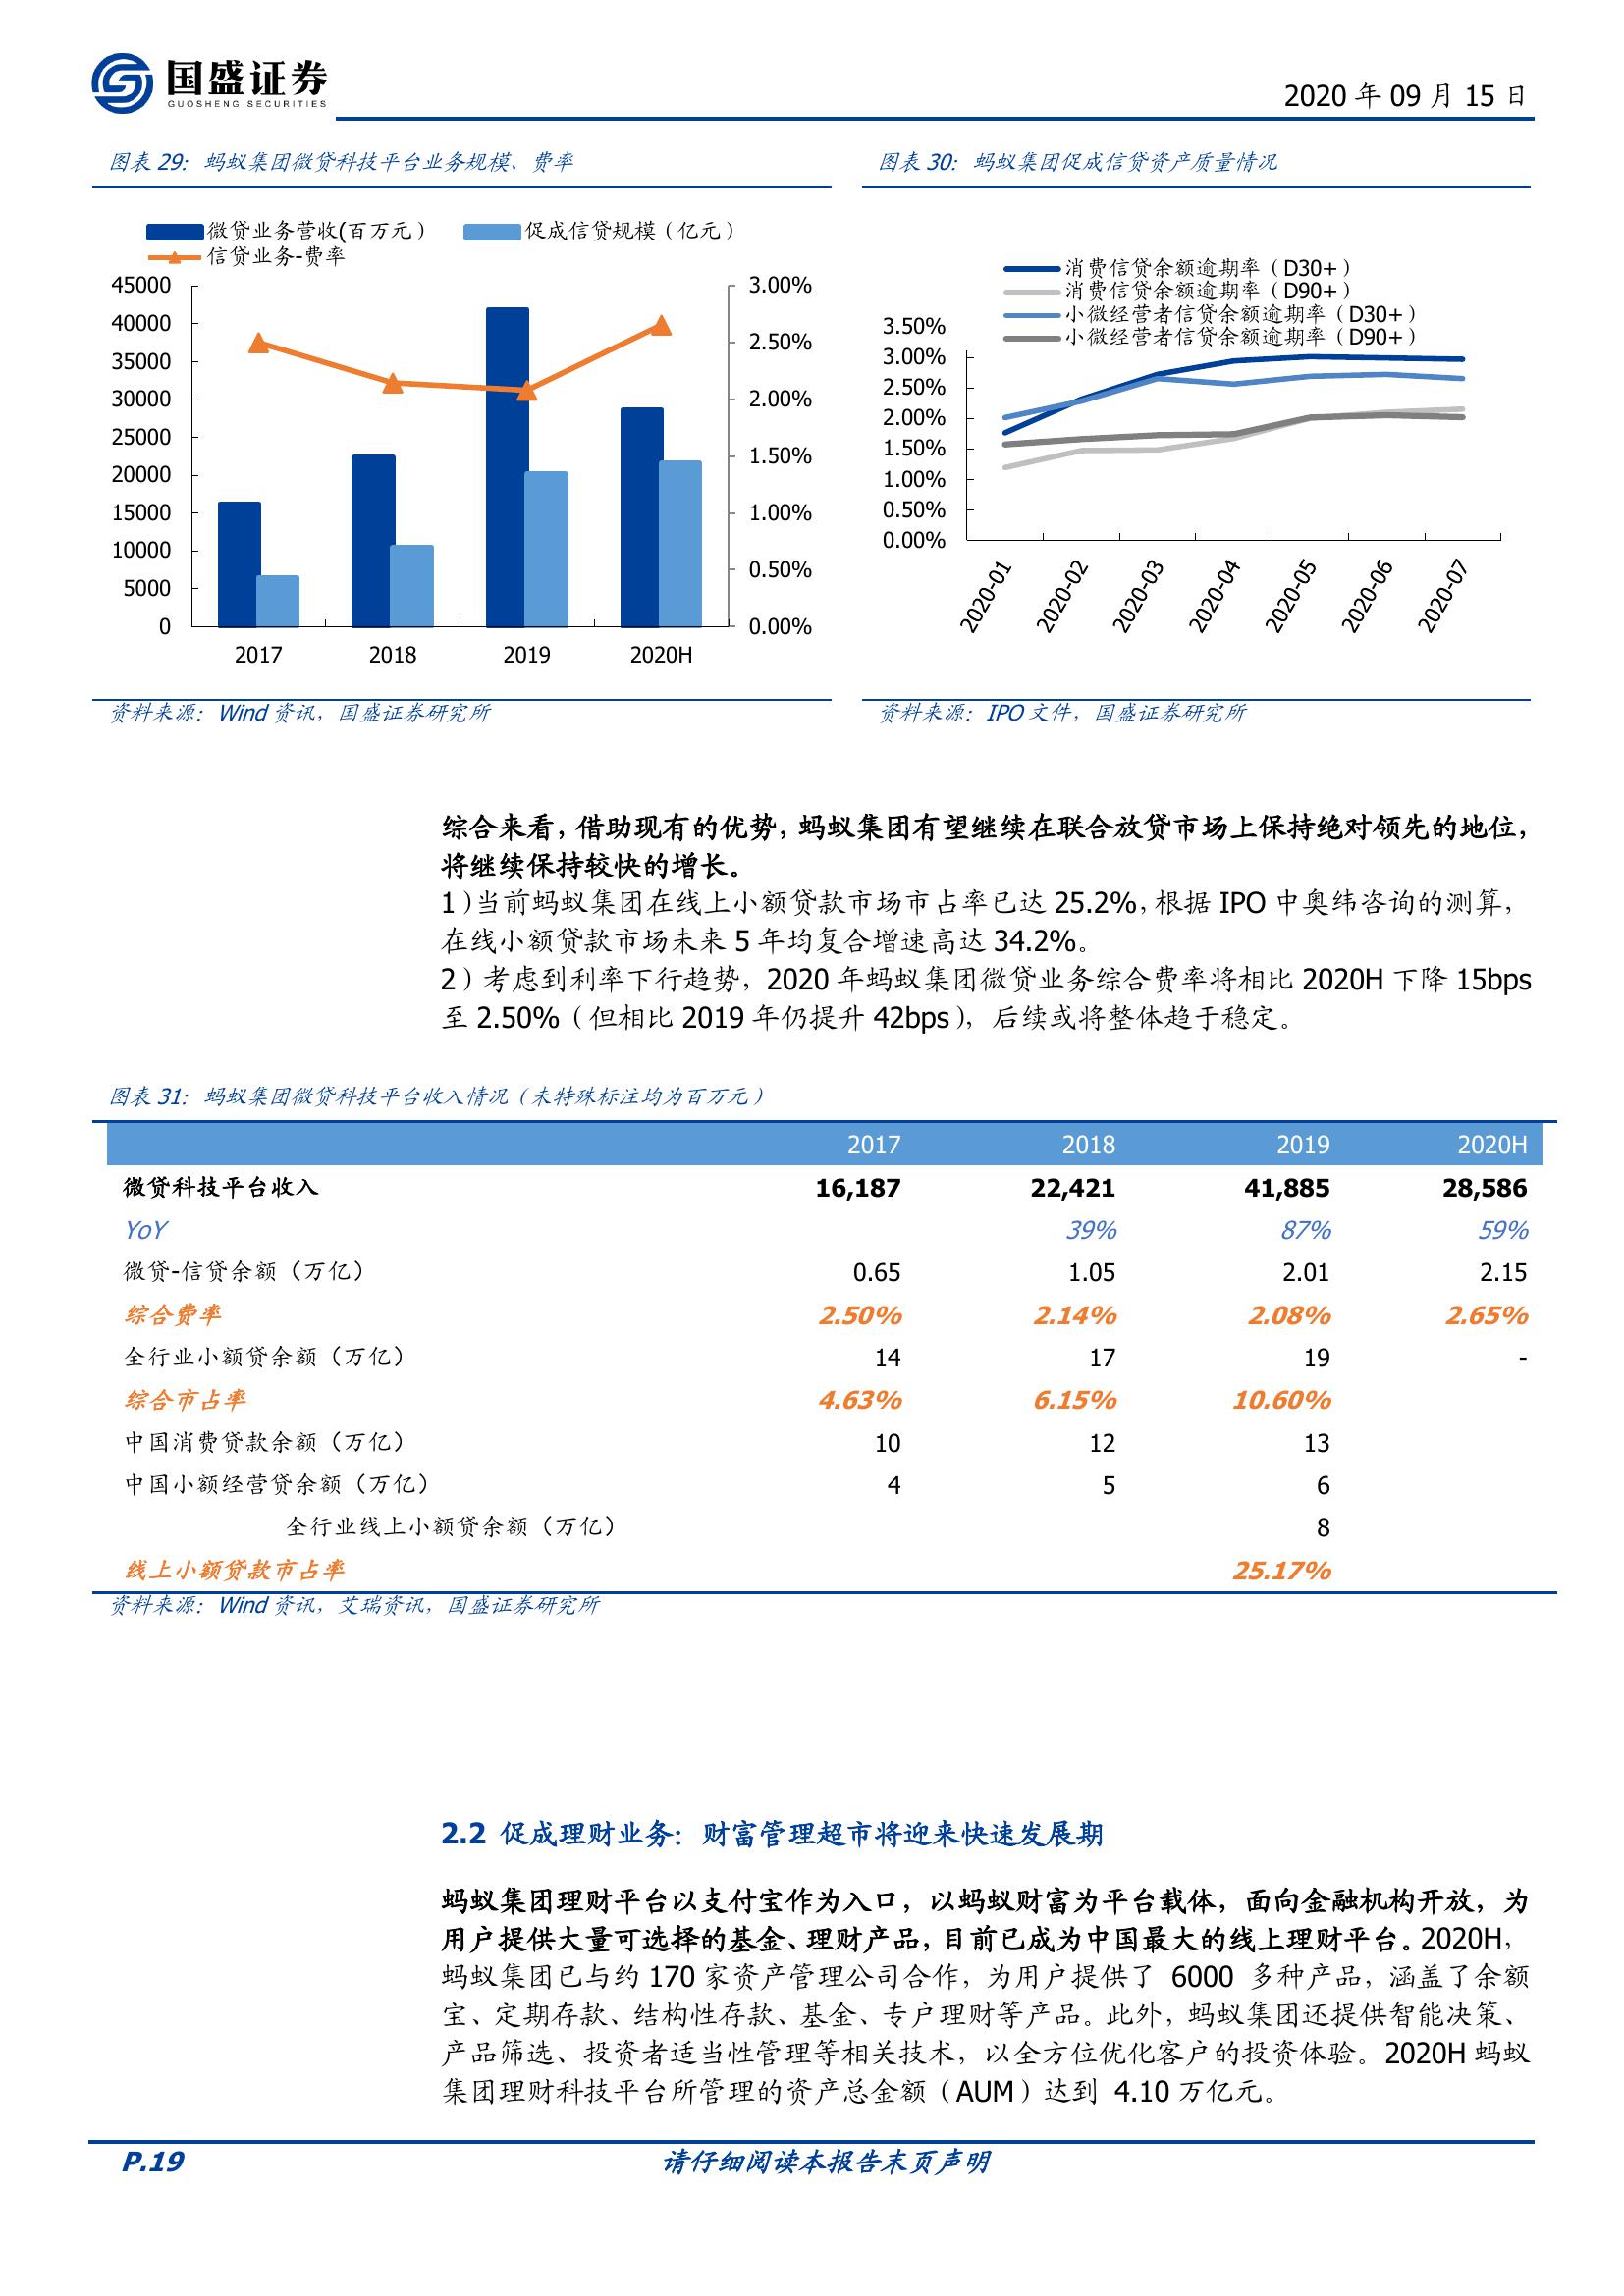 国盛证券
GUOSHENG SECURITIES
2020 年 09 月 15 日
图表 29：蚂蚁集团微贷科技平台业务规模、费率
微贷业务营收(百万元）
促成信贷规模（亿元）
信贷业务-费率
45000
40000
35000
30000
25000
20000
15000
10000
5000
0
3.00%
2.50%
2.00%
1.50%
1.00%
0.50%
0.00%
2017 2018 2019 2020H
资料来源：Wind 资讯，国盛证券研究所
图表 30：蚂蚁集团促成信贷资产质量情况
消费信贷余额逾期率（D30+）
消费信贷余额逾期率（D90+）
小微经营者信贷余额逾期率（D30+）
小微经营者信贷余额逾期率（D90+）
3.50%
3.00%
2.50%
2.00%
1.50%
1.00%
0.50%
0.00%
2020-01 2020-02 2020-03 2020-04 2020-05 2020-06 2020-07
资料来源：IPO 文件，国盛证券研究所
综合来看，借助现有的优势，蚂蚁集团有望继续在联合放贷市场上保持绝对领先的地位，
将继续保持较快的增长。
1）当前蚂蚁集团在线上小额贷款市场市占率已达 25.2%，根据 IPO 中奥纬咨询的测算，
在线小额贷款市场未来 5 年均复合增速高达 34.2%。
2）考虑到利率下行趋势，2020 年蚂蚁集团微贷业务综合费率将相比 2020H 下降 15bps
至 2.50%（但相比 2019 年仍提升 42bps），后续或将整体趋于稳定。
图表 31：蚂蚁集团微贷科技平台收入情况（未特殊标注均为百万元）
2017 2018 2019 2020H
微贷科技平台收入 16,187 22,421 41,885 28,586
YoY 39% 87% 59%
微贷-信贷余额（万亿） 0.65 1.05 2.01 2.15
综合费率 2.50% 2.14% 2.08% 2.65%
全行业小额贷余额（万亿） 14 17 19 -
综合市占率 4.63% 6.15% 10.60%
中国消费贷款余额（万亿） 10 12 13
中国小额经营贷余额（万亿） 4 5 6
全行业线上小额贷余额（万亿） 8
线上小额贷款市占率 25.17%
资料来源：Wind 资讯，艾瑞资讯，国盛证券研究所
2.2 促成理财业务：财富管理超市将迎来快速发展期
蚂蚁集团理财平台以支付宝作为入口，以蚂蚁财富为平台载体，面向金融机构开放，为
用户提供大量可选择的基金、理财产品，目前已成为中国最大的线上理财平台。2020H，
蚂蚁集团已与约 170 家资产管理公司合作，为用户提供了 6000 多种产品，涵盖了余额
宝、定期存款、结构性存款、基金、专户理财等产品。此外，蚂蚁集团还提供智能决策、
产品筛选、投资者适当性管理等相关技术，以全方位优化客户的投资体验。2020H 蚂蚁
集团理财科技平台所管理的资产总金额（AUM）达到 4.10 万亿元。
P.19
请仔细阅读本报告末页声明